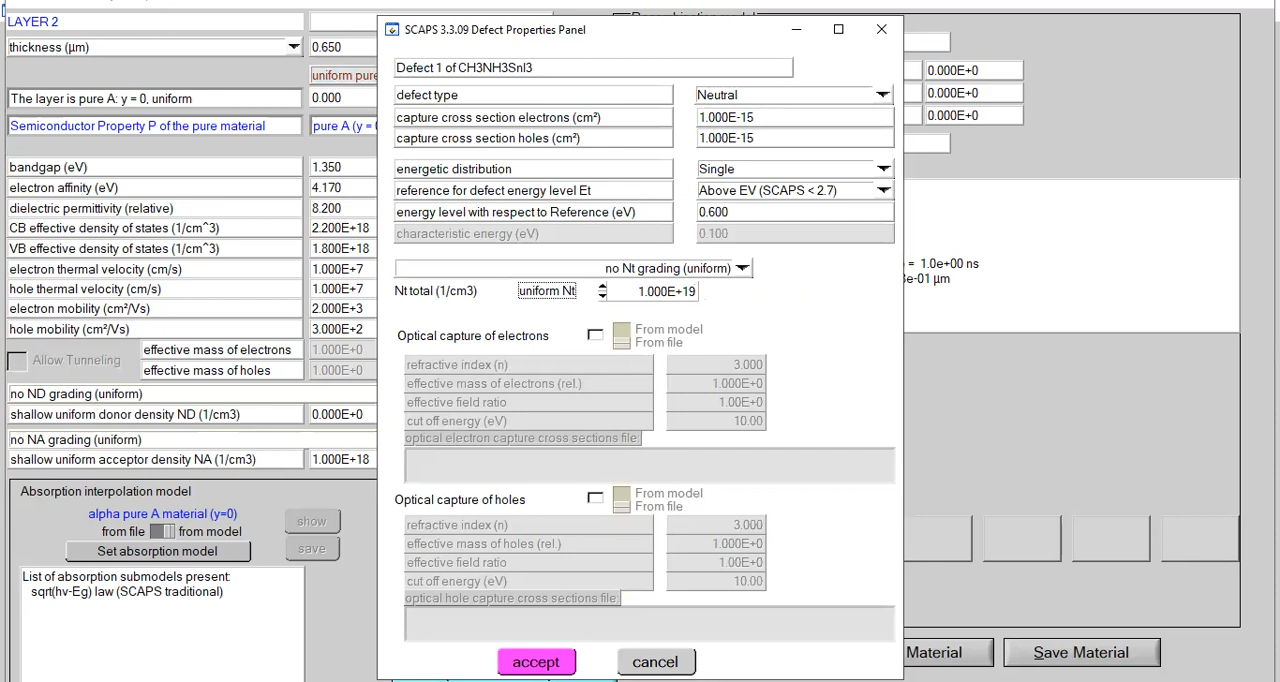 LAYER 2
thickness (µm)
0.650
uniform pure
The layer is pure A: y = 0, uniform
0.000
Semiconductor Property P of the pure material
pure A (y =
bandgap (eV)
1.350
electron affinity (eV)
4.170
dielectric permittivity (relative)
8.200
CB effective density of states (1/cm^3)
2.200E+18
VB effective density of states (1/cm^3)
1.800E+18
electron thermal velocity (cm/s)
1.000E+7
hole thermal velocity (cm/s)
1.000E+7
electron mobility (cm²/Vs)
2.000E+3
hole mobility (cm²/Vs)
3.000E+2
Allow Tunneling
effective mass of electrons
1.000E+0
effective mass of holes
1.000E+0
no ND grading (uniform)
shallow uniform donor density ND (1/cm3)
0.000E+0
no NA grading (uniform)
shallow uniform acceptor density NA (1/cm3)
1.000E+18
Absorption interpolation model
alpha pure A material (y=0)
from file
from model
show
Set absorption model
save
List of absorption submodels present:
sqrt(hv-Eg) law (SCAPS traditional)
SCAPS 3.3.09 Defect Properties Panel
Defect 1 of CH3NH3SnI3
defect type
Neutral
capture cross section electrons (cm²)
1.000E-15
capture cross section holes (cm²)
1.000E-15
energetic distribution
Single
reference for defect energy level Et
Above EV (SCAPS < 2.7)
energy level with respect to Reference (eV)
0.600
characteristic energy (eV)
0.100
no Nt grading (uniform)
Nt total (1/cm3)
uniform Nt
1.000E+19
Optical capture of electrons
From model
From file
refractive index (n)
3.000
effective mass of electrons (rel.)
1.000E+0
effective field ratio
1.00E+0
cut off energy (eV)
10.00
optical electron capture cross sections file:
Optical capture of holes
From model
From file
refractive index (n)
3.000
effective mass of holes (rel.)
1.000E+0
effective field ratio
1.00E+0
cut off energy (eV)
10.00
optical hole capture cross sections file:
accept
cancel
0.000E+0
0.000E+0
0.000E+0
= 1.0e+00 ns
e-01 µm
Material
Save Material